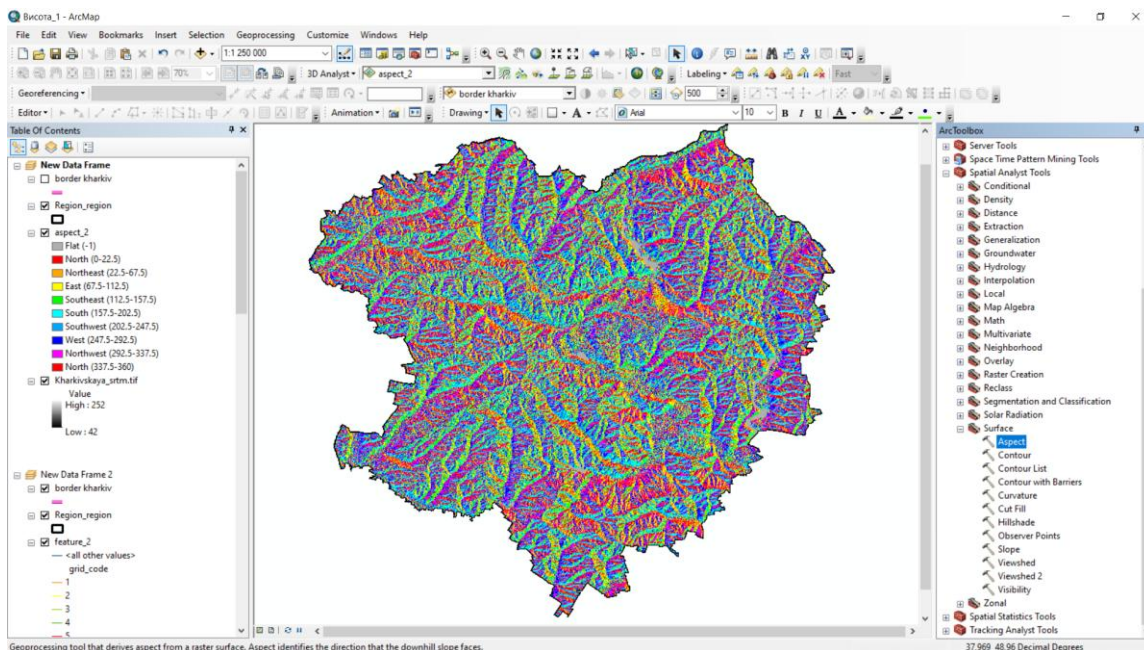 Висота_1 - ArcMap
File Edit View Bookmarks Insert Selection Geoprocessing Customize Windows Help
1:1 250 000
70% 3D Analyst aspect_2 Labeling Fast
Georeferencing border kharkiv 500
Editor Animation Drawing A Arial 10 B I U A
Table Of Contents
New Data Frame
border kharkiv
Region_region
aspect_2
Flat (-1)
North (0-22.5)
Northeast (22.5-67.5)
East (67.5-112.5)
Southeast (112.5-157.5)
South (157.5-202.5)
Southwest (202.5-247.5)
West (247.5-292.5)
Northwest (292.5-337.5)
North (337.5-360)
Kharkivskaya_srtm.tif
Value
High : 252
Low : 42
New Data Frame 2
border kharkiv
Region_region
feature_2
<all other values>
grid_code
1
2
3
4
5
ArcToolbox
Server Tools
Space Time Pattern Mining Tools
Spatial Analyst Tools
Conditional
Density
Distance
Extraction
Generalization
Groundwater
Hydrology
Interpolation
Local
Map Algebra
Math
Multivariate
Neighborhood
Overlay
Raster Creation
Reclass
Segmentation and Classification
Solar Radiation
Surface
Aspect
Contour
Contour List
Contour with Barriers
Curvature
Cut Fill
Hillshade
Observer Points
Slope
Viewshed
Viewshed 2
Visibility
Zonal
Spatial Statistics Tools
Tracking Analyst Tools
Geoprocessing tool that derives aspect from a raster surface. Aspect identifies the direction that the downhill slope faces.
37,969 48,96 Decimal Degrees